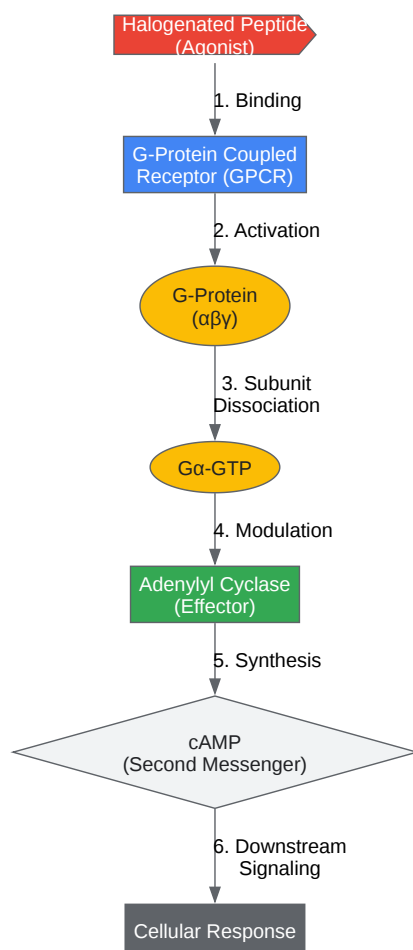 Halogenated Peptide
(Agonist)
1. Binding
G-Protein Coupled
Receptor (GPCR)
2. Activation
G-Protein
(αβγ)
3. Subunit
Dissociation
Gα-GTP
4. Modulation
Adenylyl Cyclase
(Effector)
5. Synthesis
cAMP
(Second Messenger)
6. Downstream
Signaling
Cellular Response